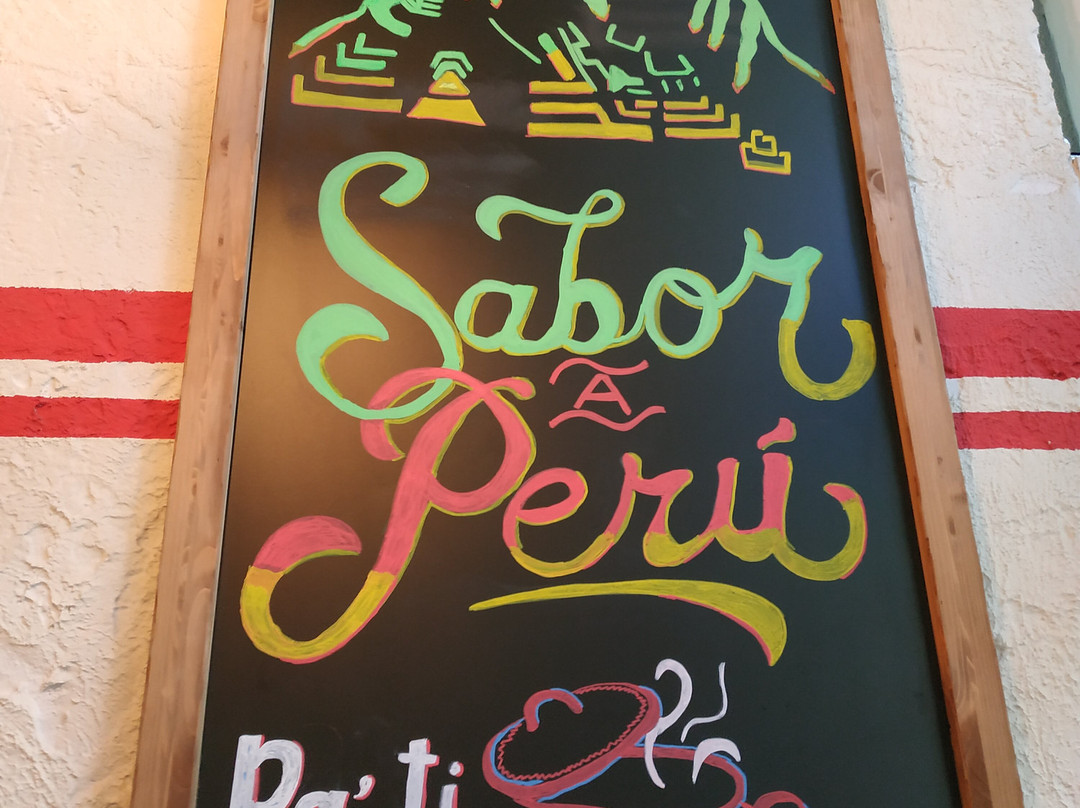 Sabor
A
Perú
Pa' ti